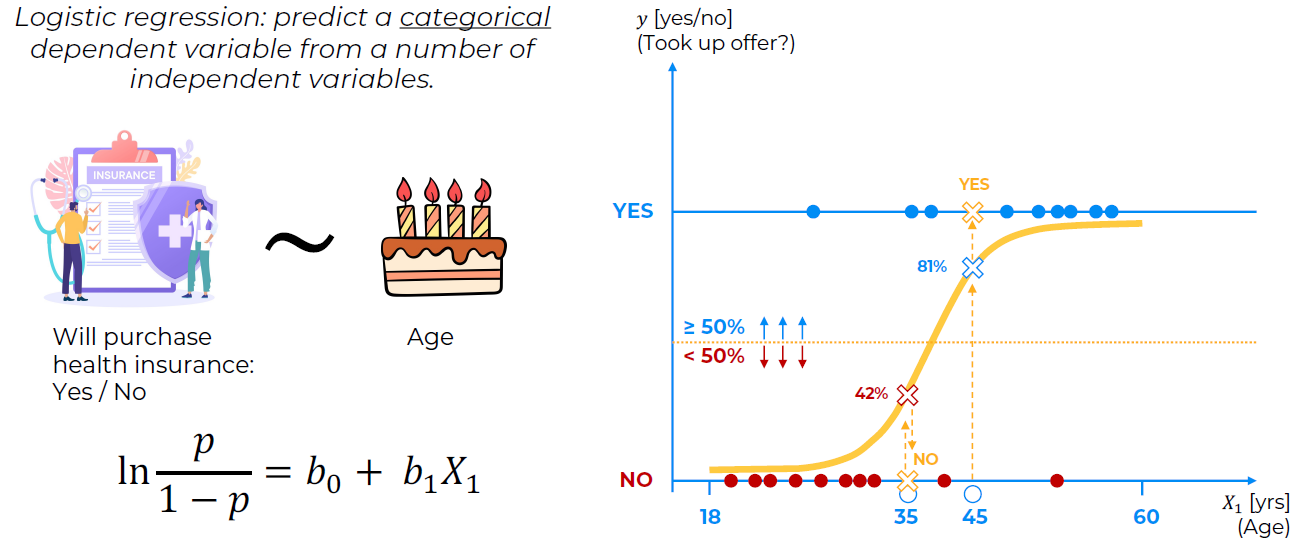 Logistic regression: predict a categorical
dependent variable from a number of
independent variables.
INSURANCE
~
Will purchase
health insurance:
Yes / No
Age
ln p / (1 − p) = b₀ + b₁X₁
y [yes/no]
(Took up offer?)
YES
YES
81%
≥ 50%
< 50%
42%
NO
NO
18
35
45
60
X₁ [yrs]
(Age)